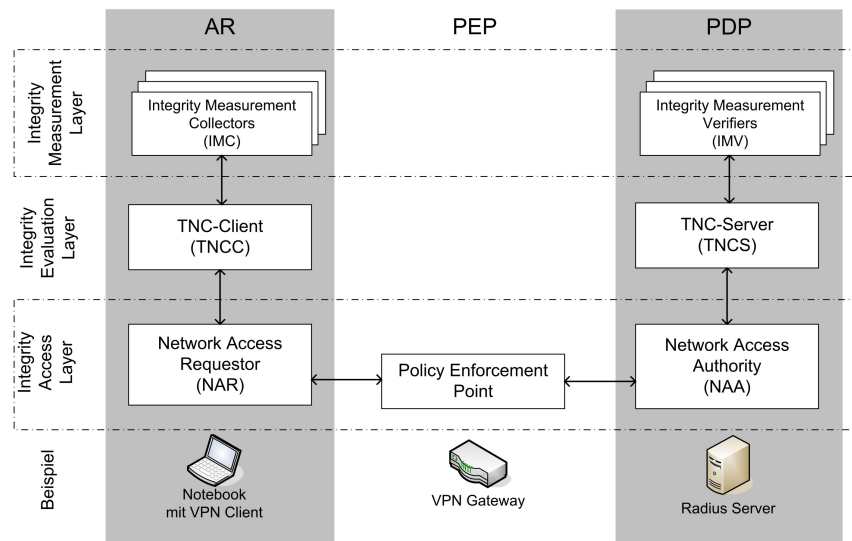 AR
PEP
PDP
Integrity
Measurement
Layer
Integrity Measurement
Collectors
(IMC)
Integrity Measurement
Verifiers
(IMV)
Integrity
Evaluation
Layer
TNC-Client
(TNCC)
TNC-Server
(TNCS)
Integrity
Access
Layer
Network Access
Requestor
(NAR)
Policy Enforcement
Point
Network Access
Authority
(NAA)
Beispiel
Notebook
mit VPN Client
VPN Gateway
Radius Server